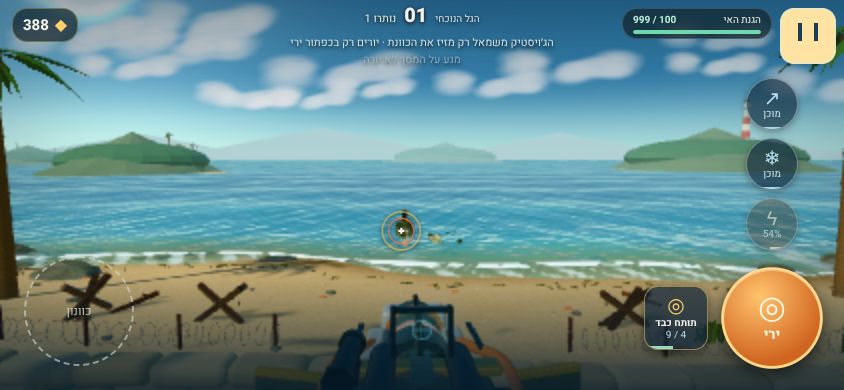 388
הגל הנוכחי 01 נותרו 1
הגנת האי 999 / 100
הג׳ויסטיק משמאל רק מזיז את הכוונת · יורים רק בכפתור ירי
מגע על המסך לא יורה
מוכן
מוכן
54%
כוונון
תותח כבד
9 / 4
ירי